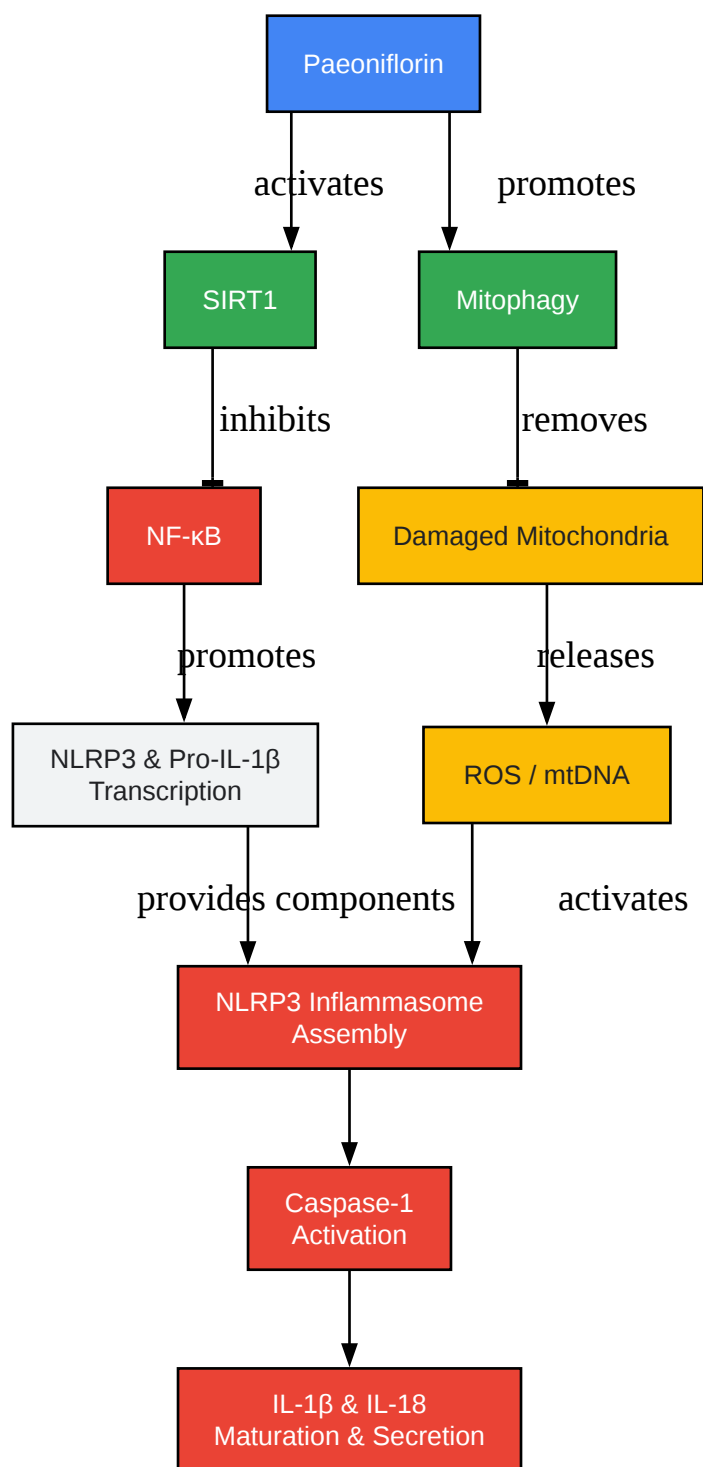 Paeoniflorin
activates
promotes
SIRT1
Mitophagy
inhibits
removes
NF-κB
Damaged Mitochondria
promotes
releases
NLRP3 & Pro-IL-1β
Transcription
ROS / mtDNA
provides components
activates
NLRP3 Inflammasome
Assembly
Caspase-1
Activation
IL-1β & IL-18
Maturation & Secretion